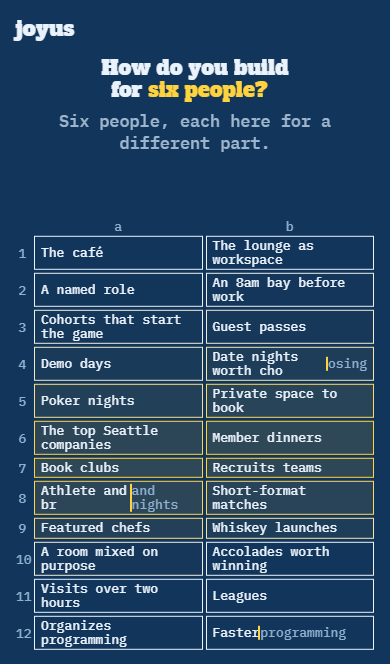 joyus
How do you build
for six people?
Six people, each here for a
different part.
a b
1 The café The lounge as
workspace
2 A named role An 8am bay before
work
3 Cohorts that start
the game Guest passes
4 Demo days Date nights
worth cho osing
5 Poker nights Private space to
book
6 The top Seattle
companies Member dinners
7 Book clubs Recruits teams
8 Athlete and
br and
nights Short-format
matches
9 Featured chefs Whiskey launches
10 A room mixed on
purpose Accolades worth
winning
11 Visits over two
hours Leagues
12 Organizes
programming Faster programming